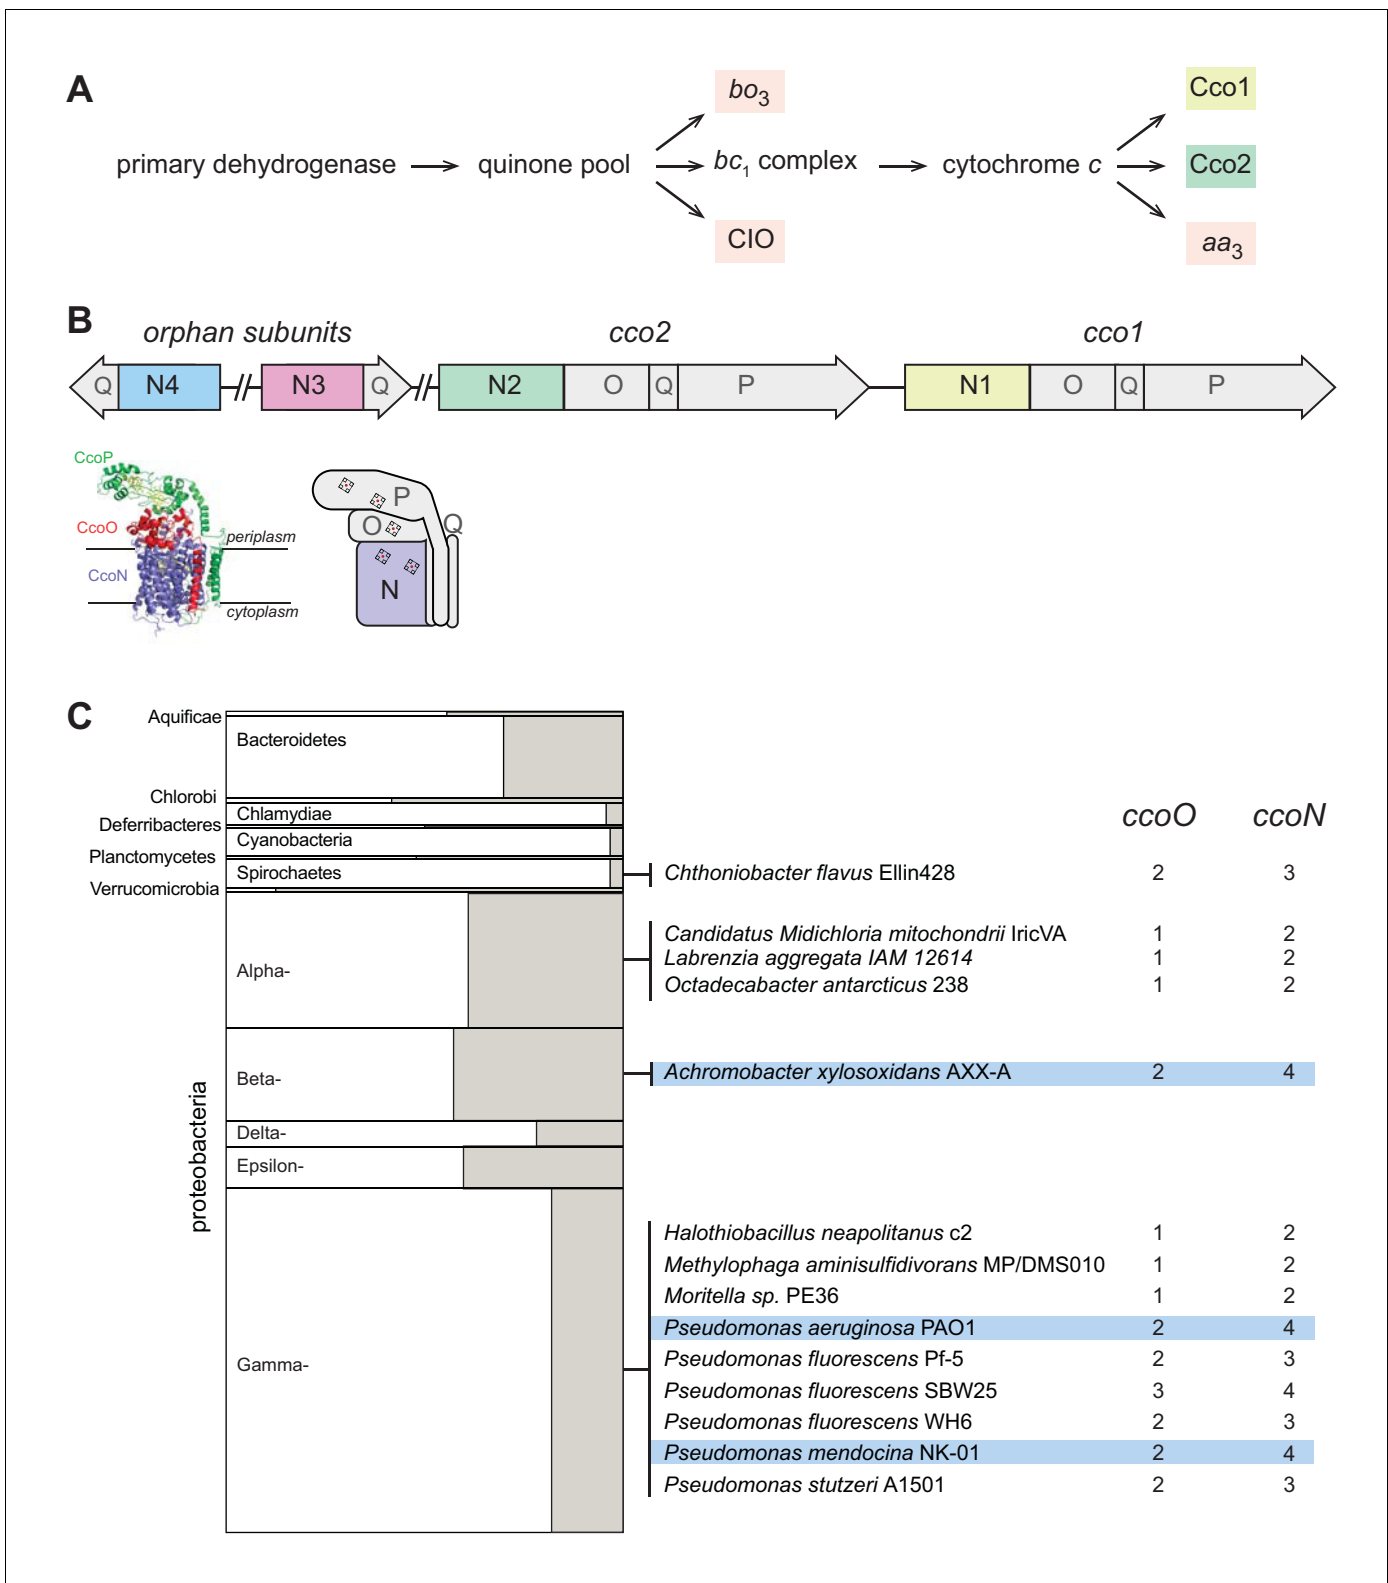 A
primary dehydrogenase
quinone pool
bo3
bc1 complex
CIO
cytochrome c
Cco1
Cco2
aa3
B
orphan subunits
cco2
cco1
Q N4 N3 Q N2 O Q P N1 O Q P
CcoP
CcoO
periplasm
CcoN
cytoplasm
P
O
Q
N
C
Aquificae
Bacteroidetes
Chlorobi
Chlamydiae
Deferribacteres
Cyanobacteria
Planctomycetes
Spirochaetes
Verrucomicrobia
proteobacteria
Alpha-
Beta-
Delta-
Epsilon-
Gamma-
ccoO ccoN
Chthoniobacter flavus Ellin428 2 3
Candidatus Midichloria mitochondrii IricVA 1 2
Labrenzia aggregata IAM 12614 1 2
Octadecabacter antarcticus 238 1 2
Achromobacter xylosoxidans AXX-A 2 4
Halothiobacillus neapolitanus c2 1 2
Methylophaga aminisulfidivorans MP/DMS010 1 2
Moritella sp. PE36 1 2
Pseudomonas aeruginosa PAO1 2 4
Pseudomonas fluorescens Pf-5 2 3
Pseudomonas fluorescens SBW25 3 4
Pseudomonas fluorescens WH6 2 3
Pseudomonas mendocina NK-01 2 4
Pseudomonas stutzeri A1501 2 3